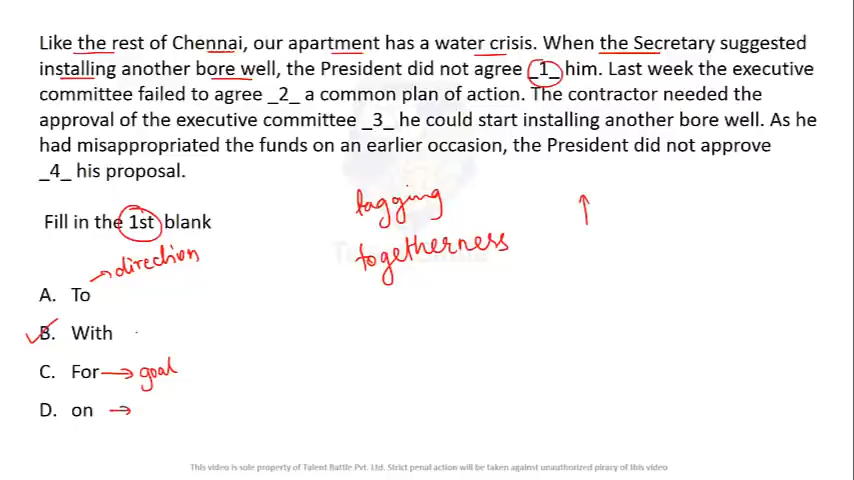 Like the rest of Chennai, our apartment has a water crisis. When the Secretary suggested
installing another bore well, the President did not agree _1_ him. Last week the executive
committee failed to agree _2_ a common plan of action. The contractor needed the
approval of the executive committee _3_ he could start installing another bore well. As he
had misappropriated the funds on an earlier occasion, the President did not approve
_4_ his proposal.
tagging
Fill in the 1st blank
togetherness
direction
A. To
B. With
C. For → goal
D. on →
This video is sole property of Talent Battle Pvt. Ltd. Strict penal action will be taken against unauthorized piracy of this video